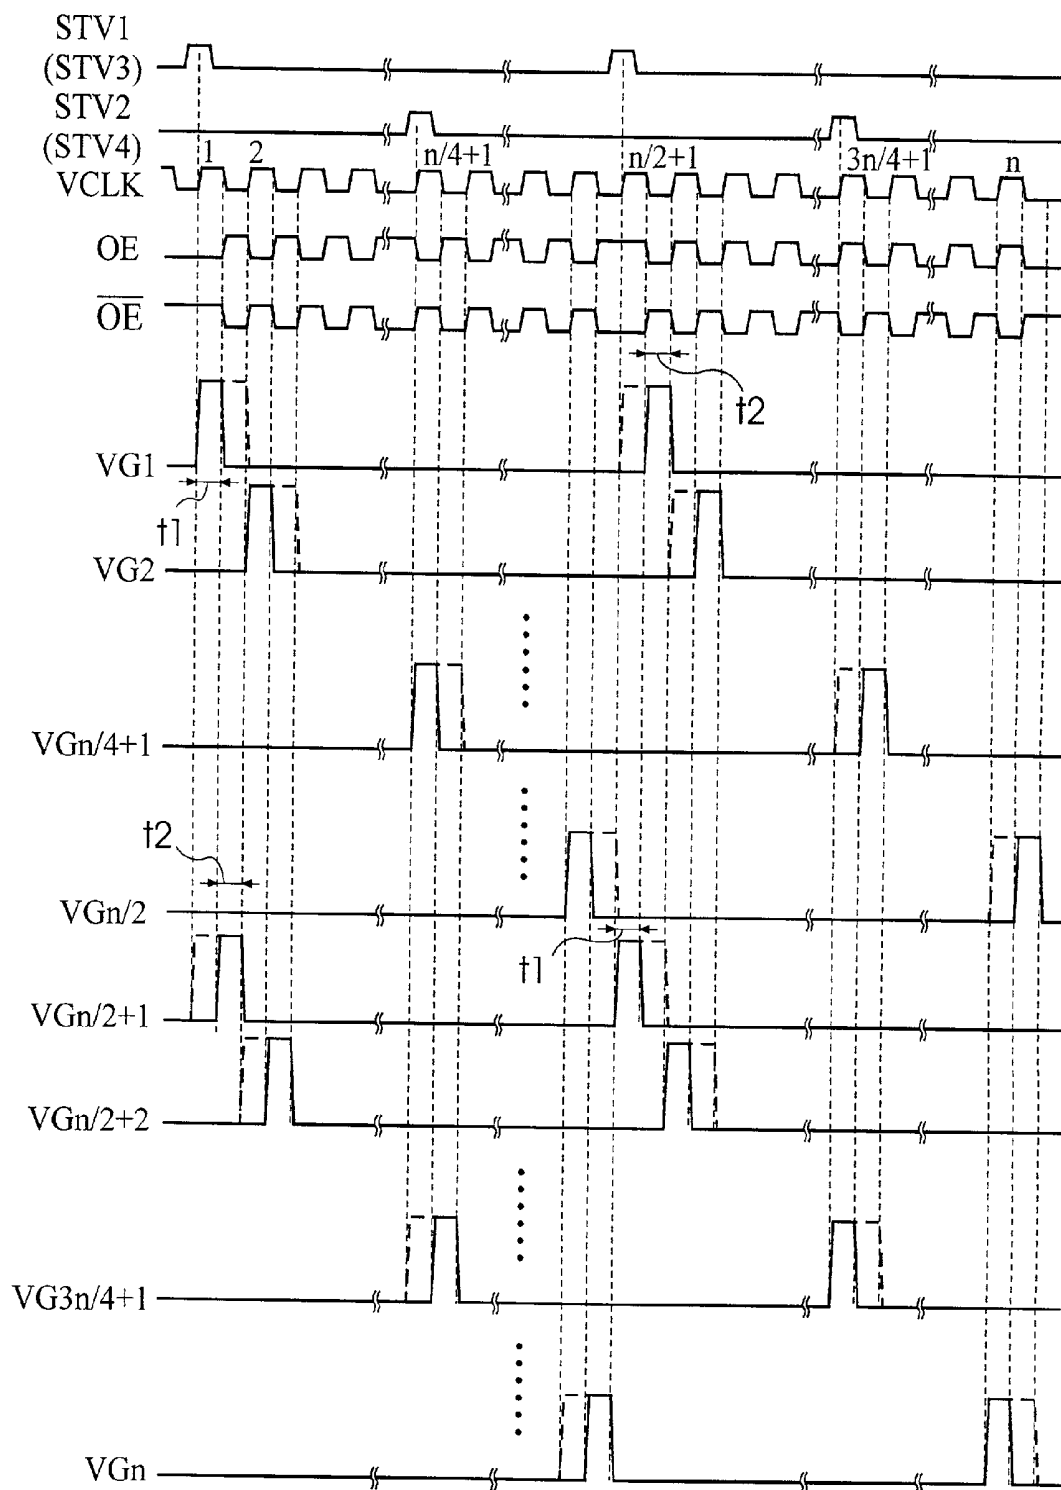 STV1
(STV3)
STV2
(STV4)
1 2 n/4+1 n/2+1 3n/4+1 n
VCLK
OE
O̅E̅
t2
VG1
t1
VG2
VGn/4+1
t2
VGn/2
t1
VGn/2+1
VGn/2+2
VG3n/4+1
VGn